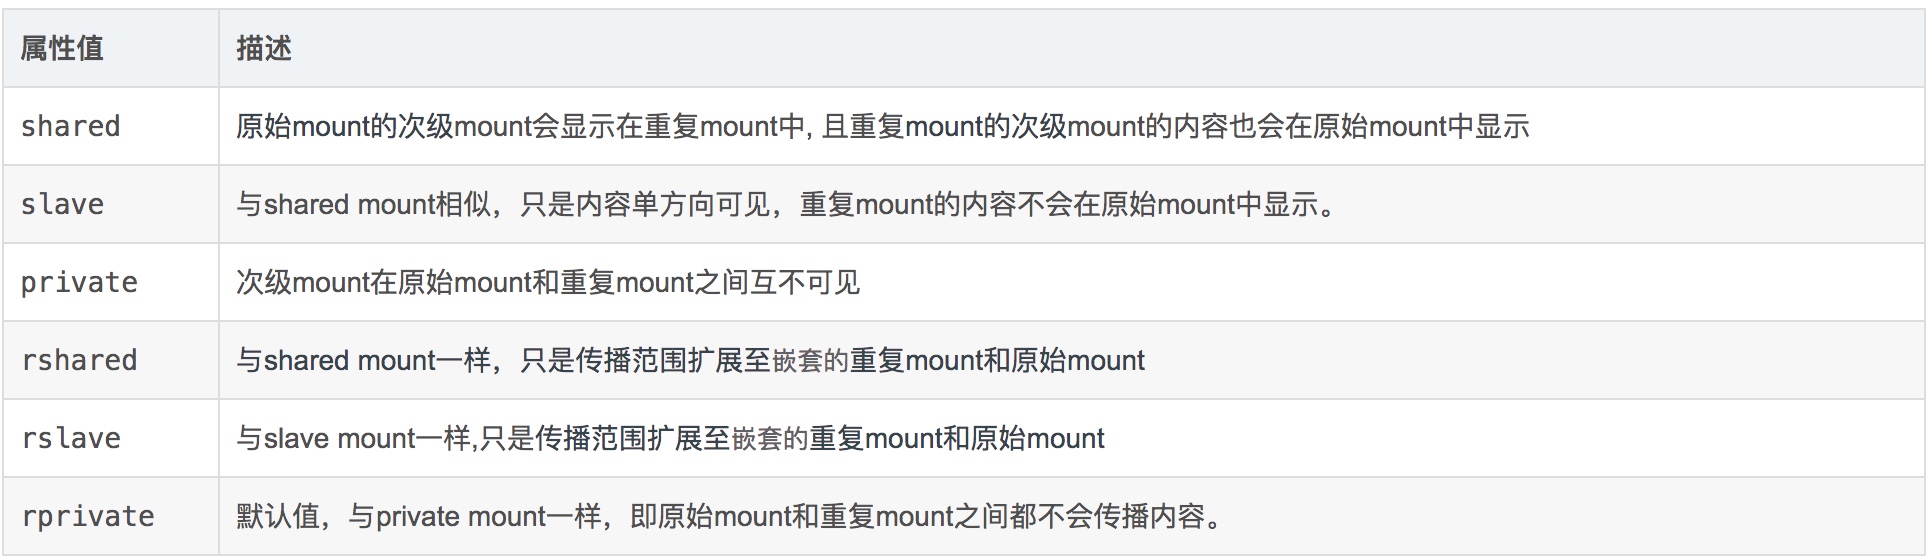 属性值 描述
shared 原始mount的次级mount会显示在重复mount中, 且重复mount的次级mount的内容也会在原始mount中显示
slave 与shared mount相似，只是内容单方向可见，重复mount的内容不会在原始mount中显示。
private 次级mount在原始mount和重复mount之间互不可见
rshared 与shared mount一样，只是传播范围扩展至嵌套的重复mount和原始mount
rslave 与slave mount一样,只是传播范围扩展至嵌套的重复mount和原始mount
rprivate 默认值，与private mount一样，即原始mount和重复mount之间都不会传播内容。